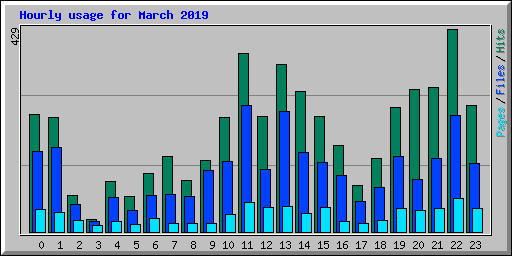 Hourly usage for March 2019
429
Pages/Files/Hits
0 1 2 3 4 5 6 7 8 9 10 11 12 13 14 15 16 17 18 19 20 21 22 23